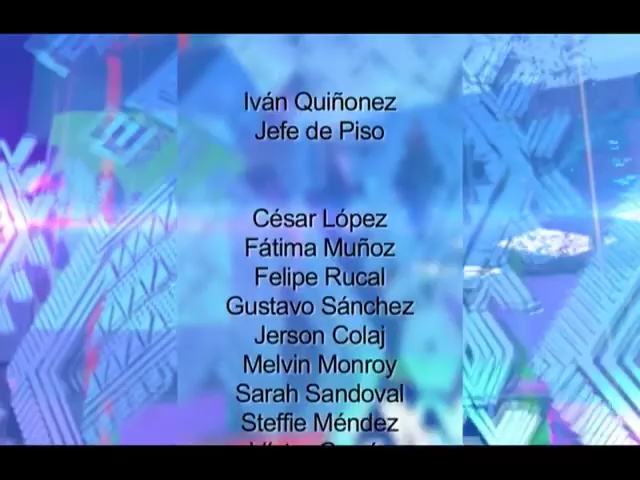 Iván Quiñonez
Jefe de Piso
César López
Fátima Muñoz
Felipe Rucal
Gustavo Sánchez
Jerson Colaj
Melvin Monroy
Sarah Sandoval
Steffie Méndez